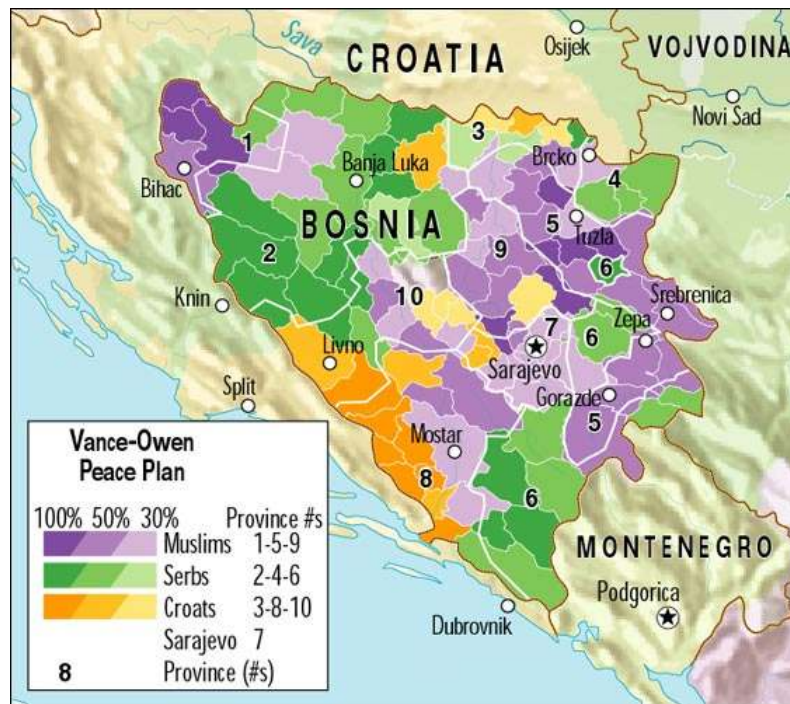 Sava
CROATIA
Osijek
VOJVODINA
Novi Sad
3
Brcko
1
Banja Luka
4
Bihac
BOSNIA
5
Tuzla
2
9
6
10
Srebrenica
Knin
7
6
Zepa
Livno
Sarajevo
Split
Gorazde
5
Mostar
8
6
MONTENEGRO
Podgorica
Dubrovnik
Vance-Owen
Peace Plan
100% 50% 30% Province #s
Muslims 1-5-9
Serbs 2-4-6
Croats 3-8-10
Sarajevo 7
8 Province (#s)